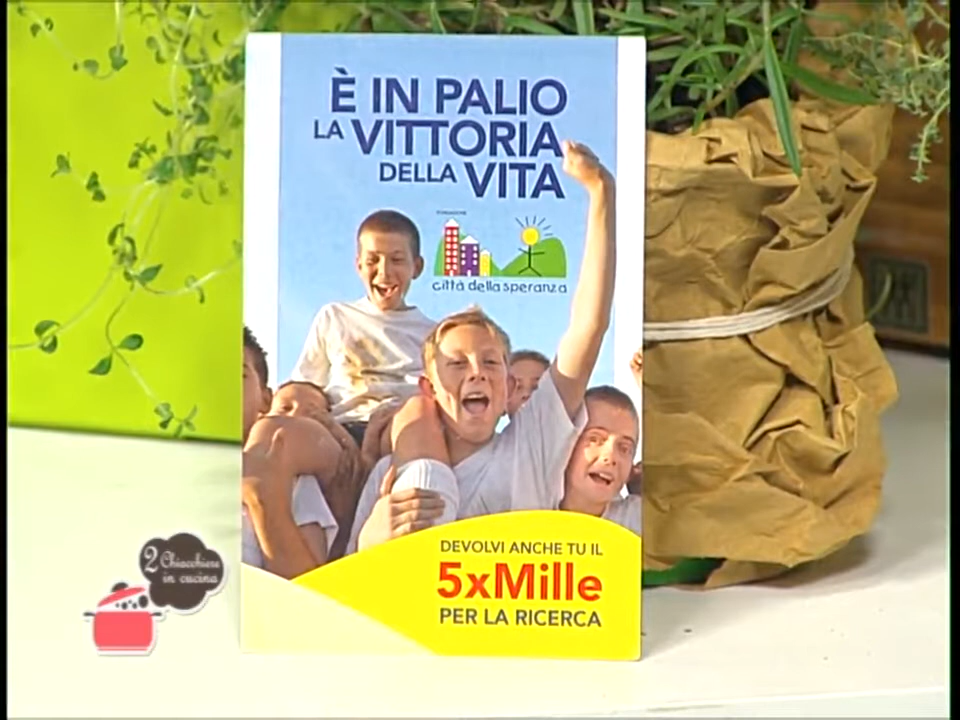 È IN PALIO
LA VITTORIA
DELLA VITA
FONDAZIONE
città della speranza
DEVOLVI ANCHE TU IL
5xMille
PER LA RICERCA
2 Chiacchiere
in cucina